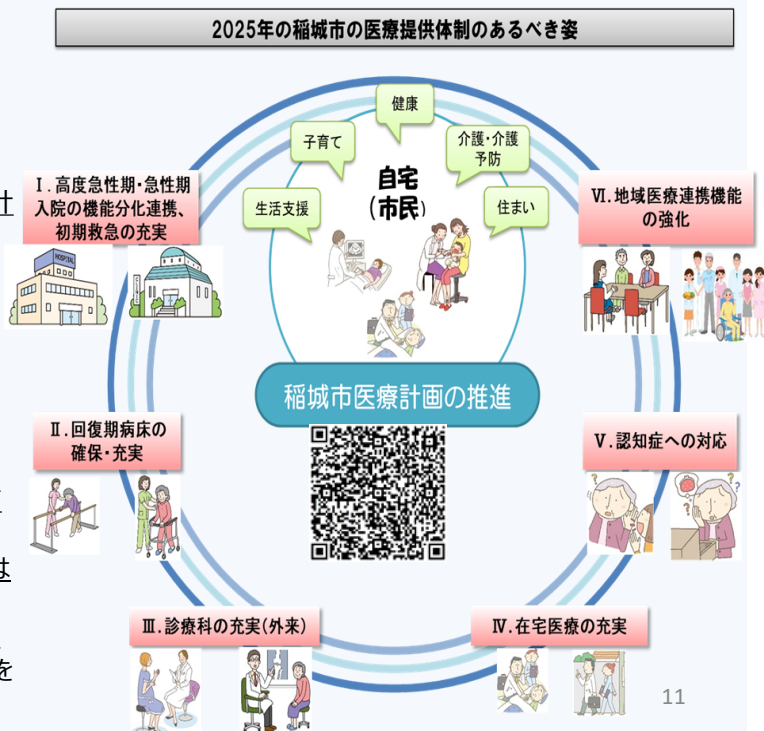 2025年の稲城市の医療提供体制のあるべき姿
健康
子育て
介護・介護
予防
生活支援
住まい
自宅
(市民)
Ⅰ.高度急性期・急性期
入院の機能分化連携、
初期救急の充実
HOSPITAL
Ⅵ.地域医療連携機能
の強化
稲城市医療計画の推進
Ⅱ.回復期病床の
確保・充実
Ⅴ.認知症への対応
は
Ⅲ.診療科の充実(外来)
Ⅳ.在宅医療の充実
を
11